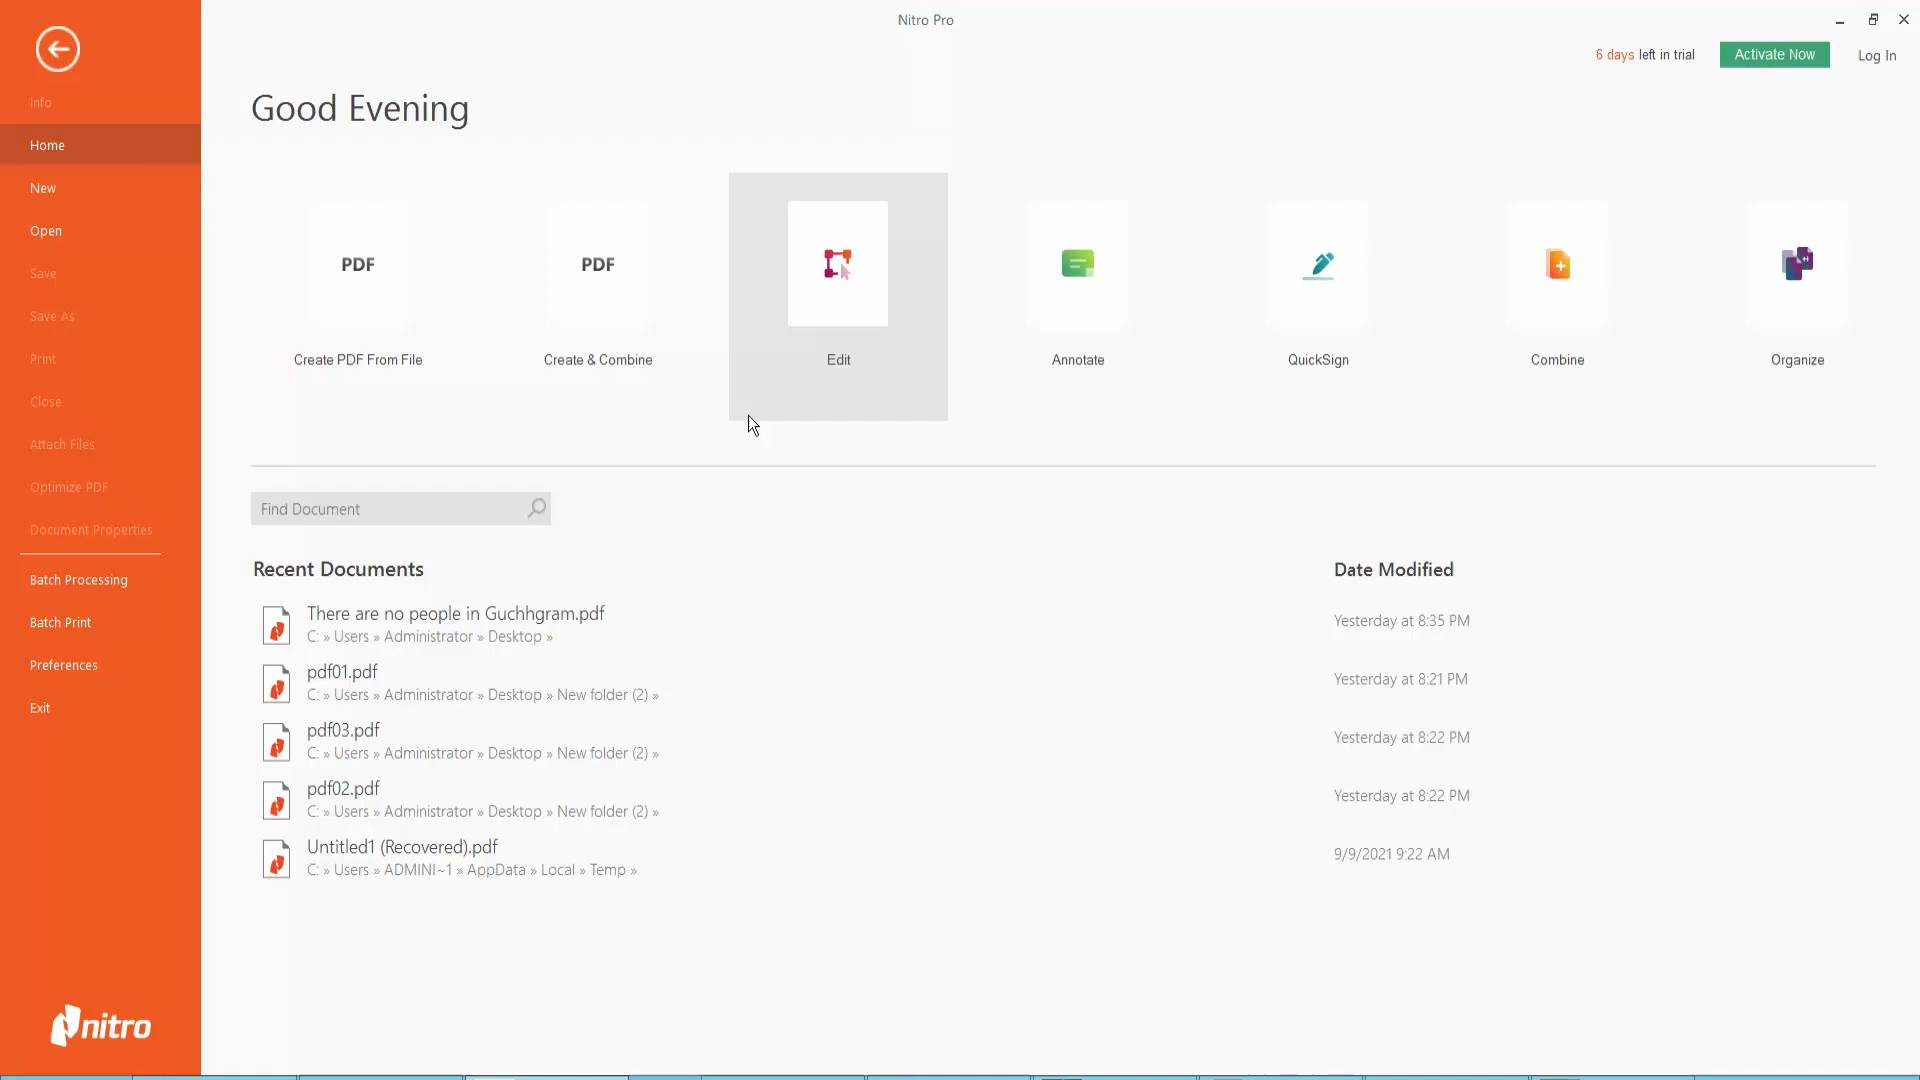 Nitro Pro
6 days left in trial
Activate Now
Log In
Info
Home
New
Open
Save
Save As
Print
Close
Attach Files
Optimize PDF
Document Properties
Batch Processing
Batch Print
Preferences
Exit
nitro
Good Evening
PDF
Create PDF From File
PDF
Create & Combine
Edit
Annotate
QuickSign
Combine
Organize
Find Document
Recent Documents
Date Modified
There are no people in Guchhgram.pdf
C: » Users » Administrator » Desktop »
Yesterday at 8:35 PM
pdf01.pdf
C: » Users » Administrator » Desktop » New folder (2) »
Yesterday at 8:21 PM
pdf03.pdf
C: » Users » Administrator » Desktop » New folder (2) »
Yesterday at 8:22 PM
pdf02.pdf
C: » Users » Administrator » Desktop » New folder (2) »
Yesterday at 8:22 PM
Untitled1 (Recovered).pdf
C: » Users » ADMINI~1 » AppData » Local » Temp »
9/9/2021 9:22 AM